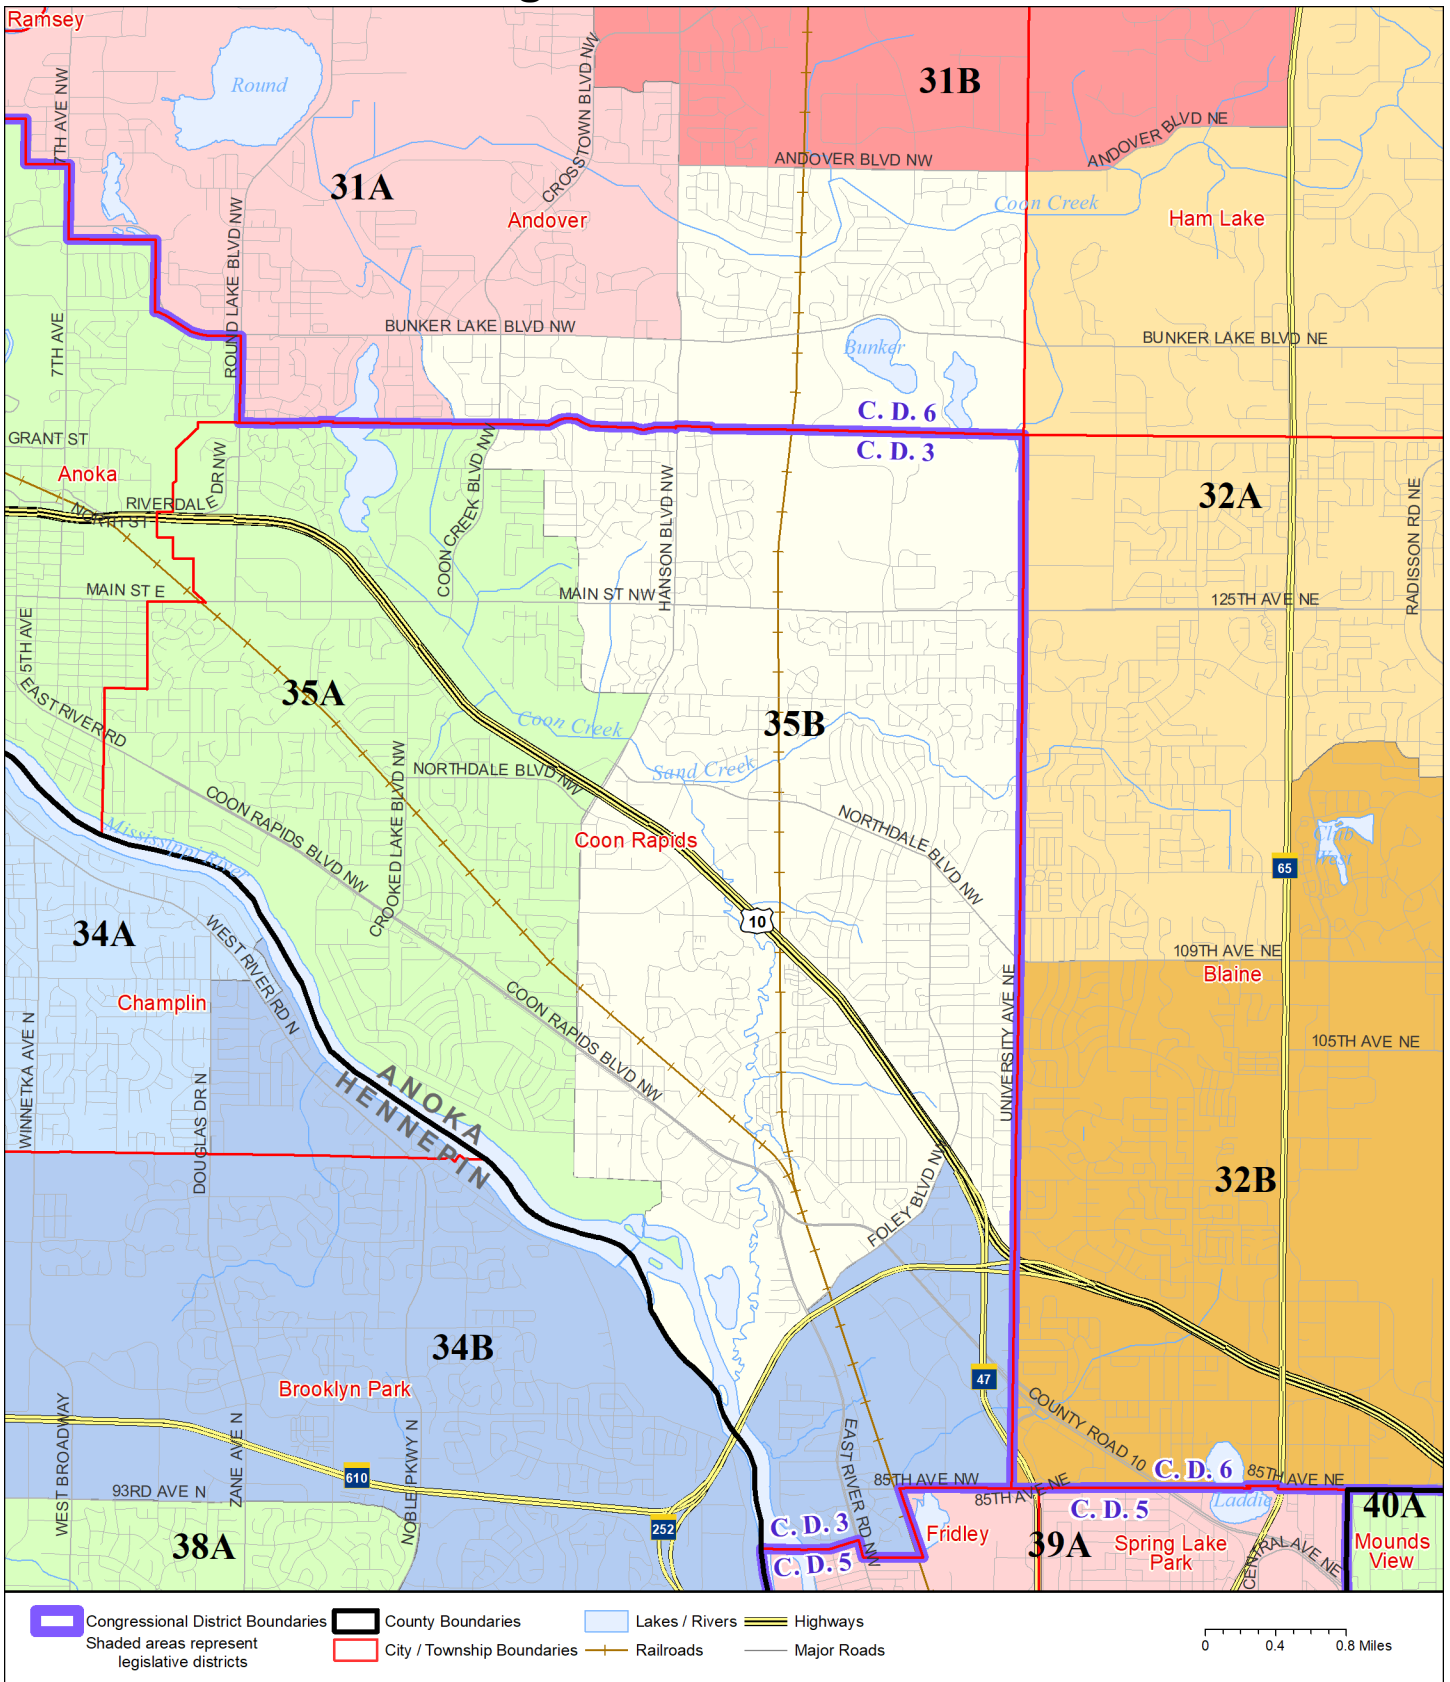 Ramsey
Round
7TH AVE NW
CROSSTOWN BLVD NW
31B
ANDOVER BLVD NW
ANDOVER BLVD NE
31A
Andover
Coon Creek
Ham Lake
ROUND LAKE BLVD NW
7TH AVE
BUNKER LAKE BLVD NW
Bunker
BUNKER LAKE BLVD NE
C. D. 6
C. D. 3
GRANT ST
Anoka
RIVERDALE DR NW
NORTH ST
COON CREEK BLVD NW
HANSON BLVD NW
32A
RADISSON RD NE
MAIN ST E
MAIN ST NW
125TH AVE NE
5TH AVE
EAST RIVER RD
35A
Coon Creek
35B
Sand Creek
NORTHDALE BLVD NW
NORTHDALE BLVD NW
COON RAPIDS BLVD NW
CROOKED LAKE BLVD NW
Coon Rapids
Mississippi River
Club
West
65
10
34A
WEST RIVER RD N
109TH AVE NE
Blaine
Champlin
COON RAPIDS BLVD NW
UNIVERSITY AVE NE
105TH AVE NE
WINNETKA AVE N
DOUGLAS DR N
ANOKA
HENNEPIN
FOLEY BLVD NW
32B
34B
Brooklyn Park
47
COUNTY ROAD 10
WEST BROADWAY
ZANE AVE N
NOBLE PKWY N
610
EAST RIVER RD NW
85TH AVE NW
85TH AVE NE
C. D. 6
85TH AVE NE
93RD AVE N
252
C. D. 3
C. D. 5
C. D. 5
Laddie
40A
38A
Fridley
39A
Spring Lake
Park
CENTRAL AVE NE
Mounds
View
Congressional District Boundaries
County Boundaries
Lakes / Rivers
Highways
Shaded areas represent
legislative districts
City / Township Boundaries
Railroads
Major Roads
0 0.4 0.8 Miles